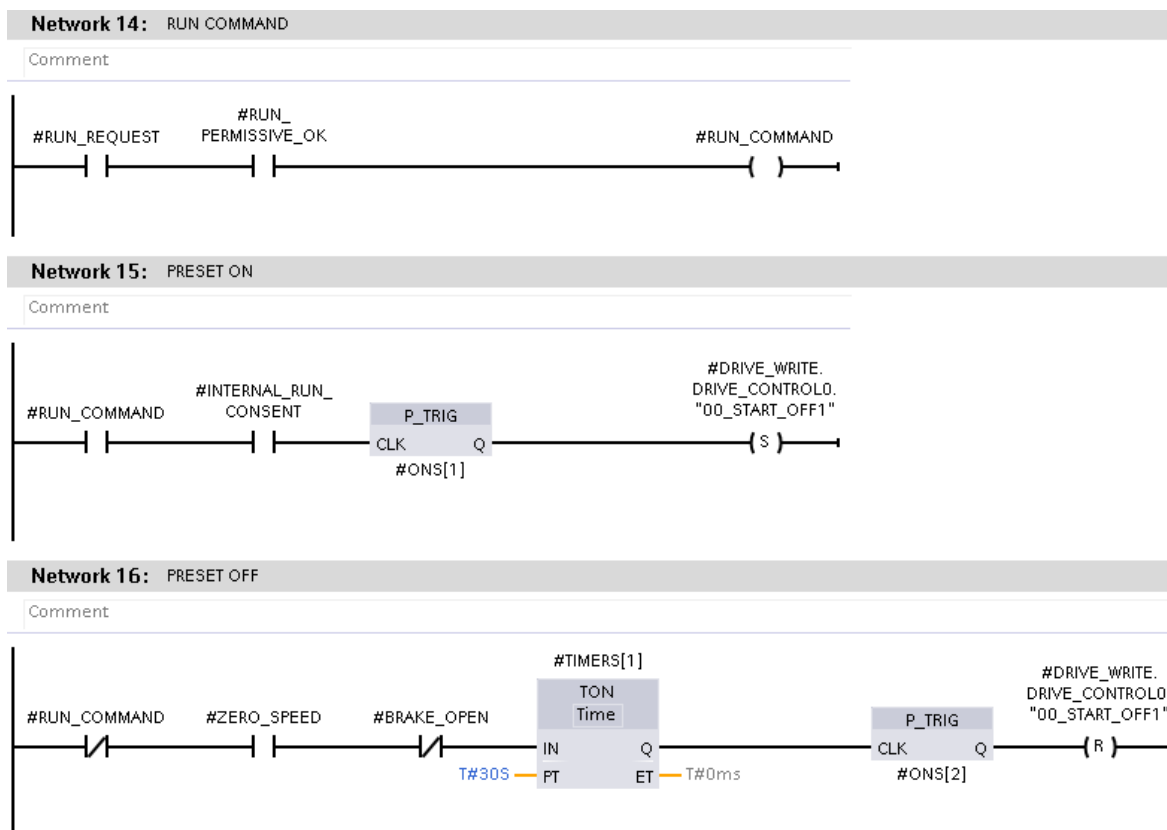 Network 14: RUN COMMAND
Comment
#RUN_REQUEST
#RUN_
PERMISSIVE_OK
#RUN_COMMAND
Network 15: PRESET ON
Comment
#RUN_COMMAND
#INTERNAL_RUN_
CONSENT
P_TRIG
CLK Q
#ONS[1]
#DRIVE_WRITE.
DRIVE_CONTROL0.
"00_START_OFF1"
S
Network 16: PRESET OFF
Comment
#RUN_COMMAND
#ZERO_SPEED
#BRAKE_OPEN
#TIMERS[1]
TON
Time
IN Q
T#30S PT ET T#0ms
P_TRIG
CLK Q
#ONS[2]
#DRIVE_WRITE.
DRIVE_CONTROL0
"00_START_OFF1"
R